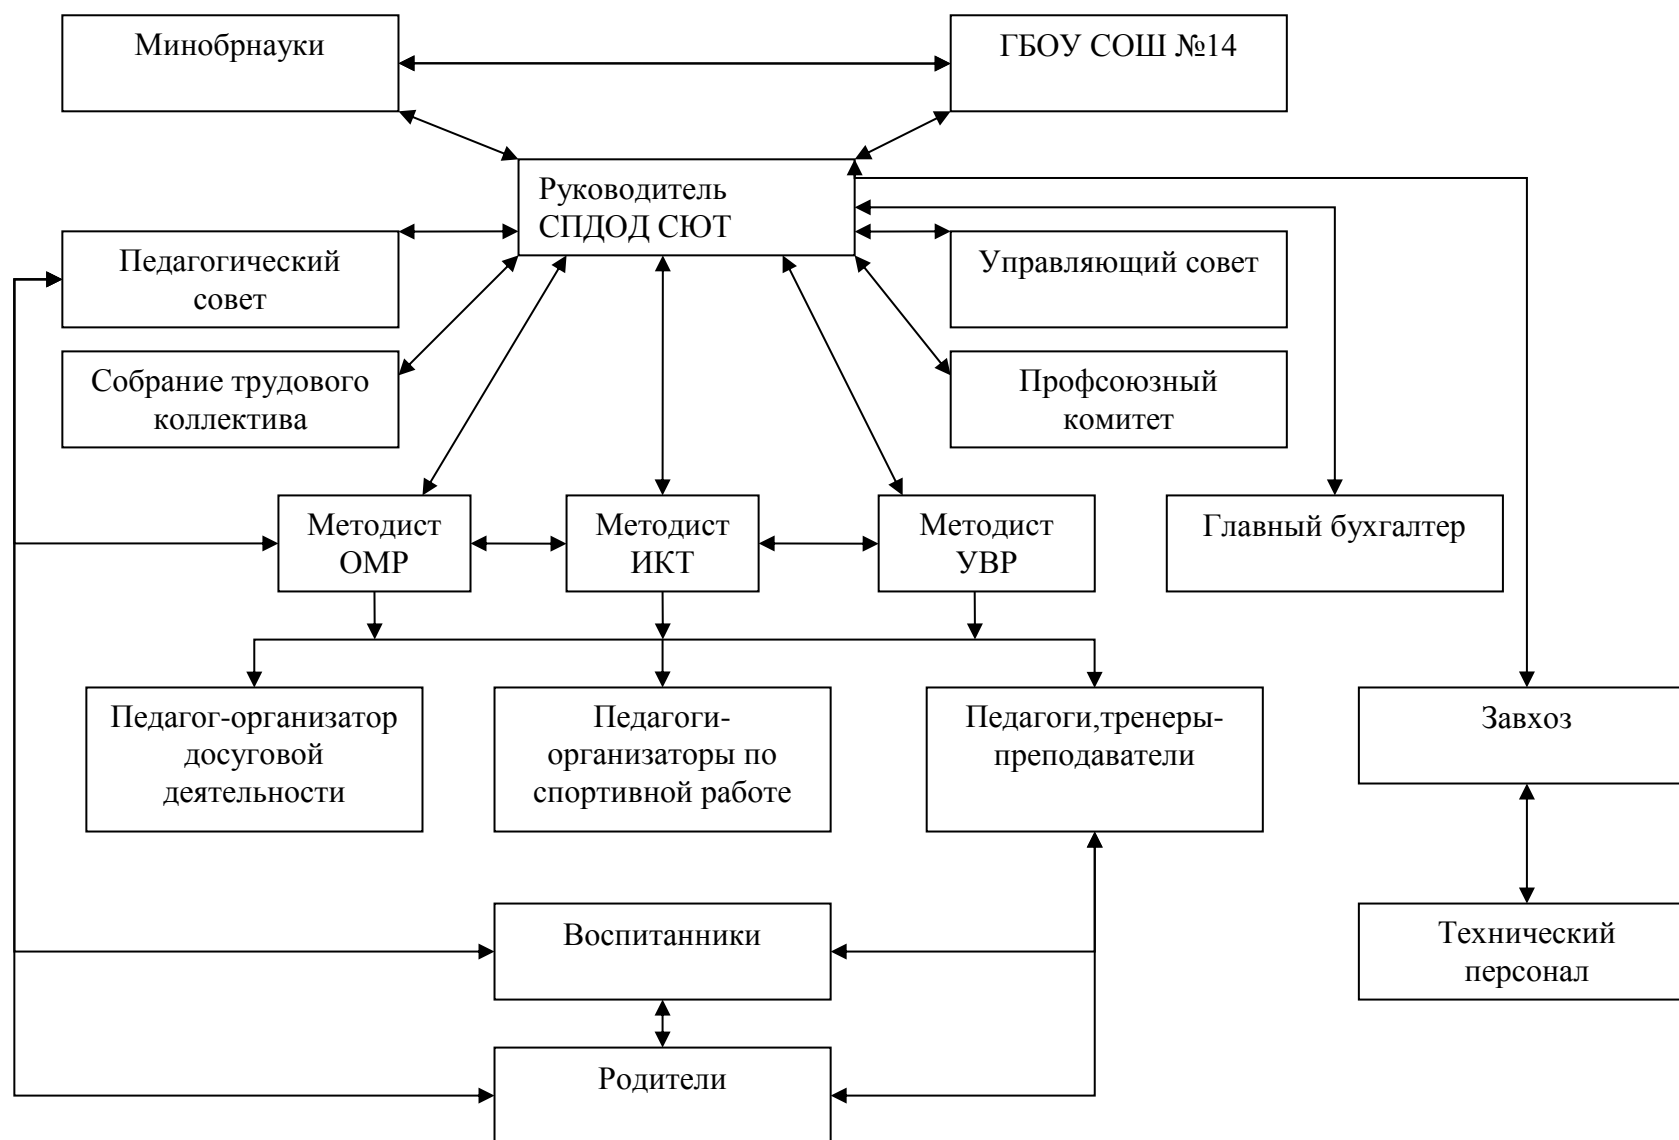 Минобрнауки
ГБОУ СОШ №14
Руководитель
СПДОД СЮТ
Педагогический
совет
Управляющий совет
Собрание трудового
коллектива
Профсоюзный
комитет
Методист
ОМР
Методист
ИКТ
Методист
УВР
Главный бухгалтер
Педагог-организатор
досуговой
деятельности
Педагоги-
организаторы по
спортивной работе
Педагоги,тренеры-
преподаватели
Завхоз
Воспитанники
Технический
персонал
Родители